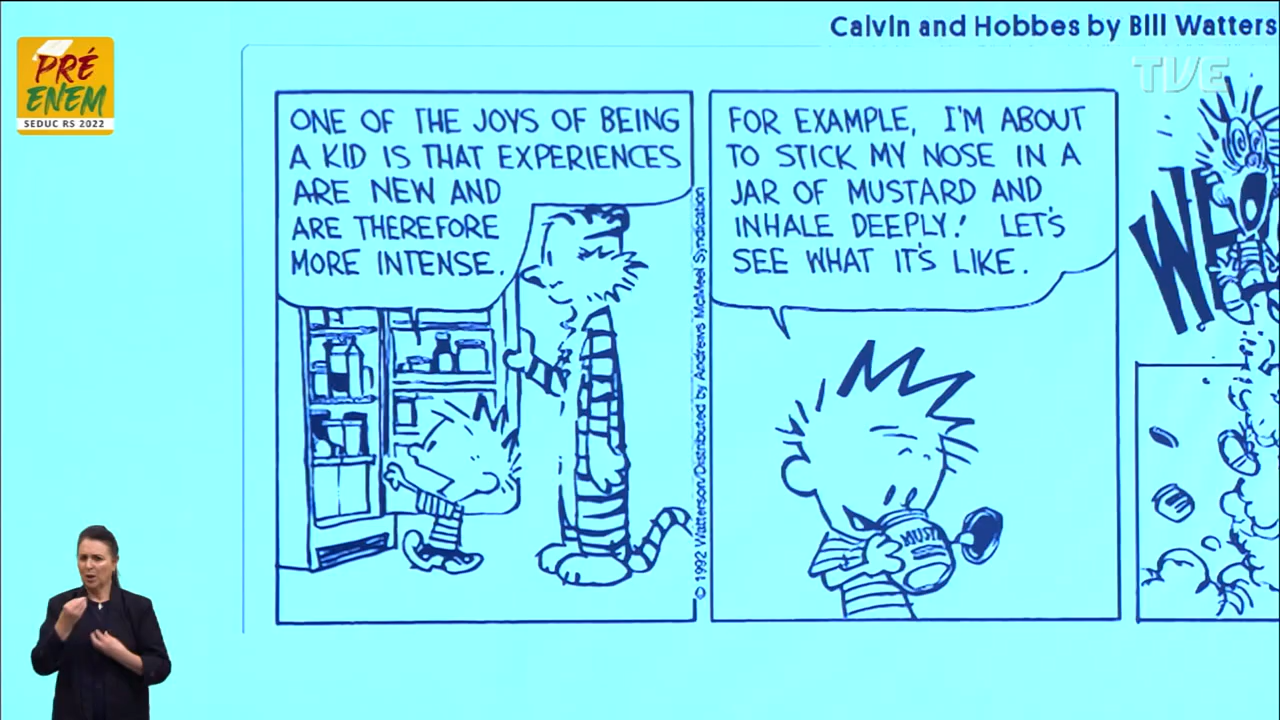 Calvin and Hobbes by Bill Watters
TVE
PRÉ
ENEM
SEDUC RS 2022
ONE OF THE JOYS OF BEING
A KID IS THAT EXPERIENCES
ARE NEW AND
ARE THEREFORE
MORE INTENSE.
© 1992 Watterson/Distributed by Andrews McMeel Syndication
FOR EXAMPLE, I'M ABOUT
TO STICK MY NOSE IN A
JAR OF MUSTARD AND
INHALE DEEPLY! LET'S
SEE WHAT IT'S LIKE.
MUST